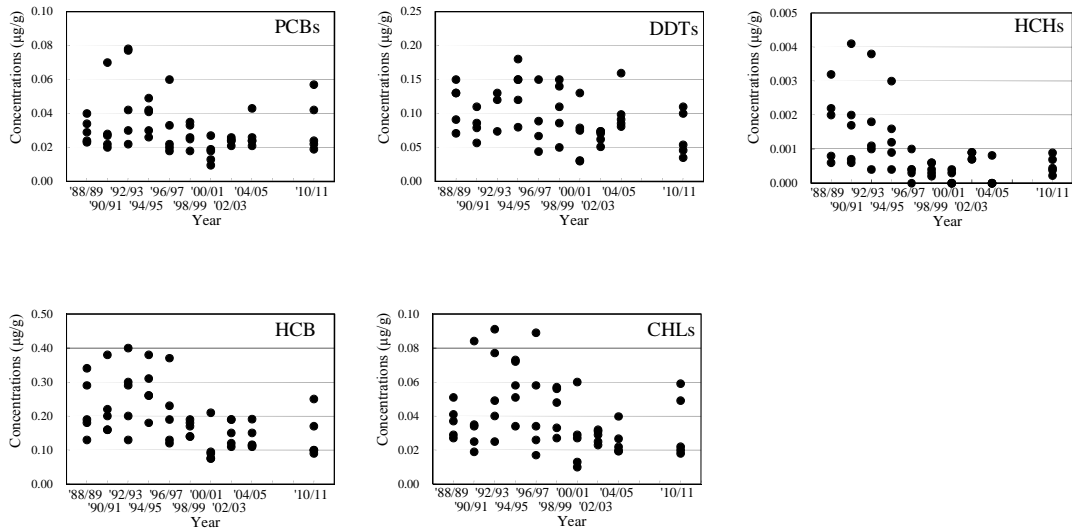 PCBs
Concentrations (μg/g)
0.10
0.08
0.06
0.04
0.02
0.00
'88/89 '92/93 '96/97 '00/01 '04/05 '10/11
'90/91 '94/95 '98/99 '02/03
Year
DDTs
Concentrations (μg/g)
0.25
0.20
0.15
0.10
0.05
0.00
'88/89 '92/93 '96/97 '00/01 '04/05 '10/11
'90/91 '94/95 '98/99 '02/03
Year
HCHs
Concentrations (μg/g)
0.005
0.004
0.003
0.002
0.001
0.000
'88/89 '92/93 '96/97 '00/01 '04/05 '10/11
'90/91 '94/95 '98/99 '02/03
Year
HCB
Concentrations (μg/g)
0.50
0.40
0.30
0.20
0.10
0.00
'88/89 '92/93 '96/97 '00/01 '04/05 '10/11
'90/91 '94/95 '98/99 '02/03
Year
CHLs
Concentrations (μg/g)
0.10
0.08
0.06
0.04
0.02
0.00
'88/89 '92/93 '96/97 '00/01 '04/05 '10/11
'90/91 '94/95 '98/99 '02/03
Year